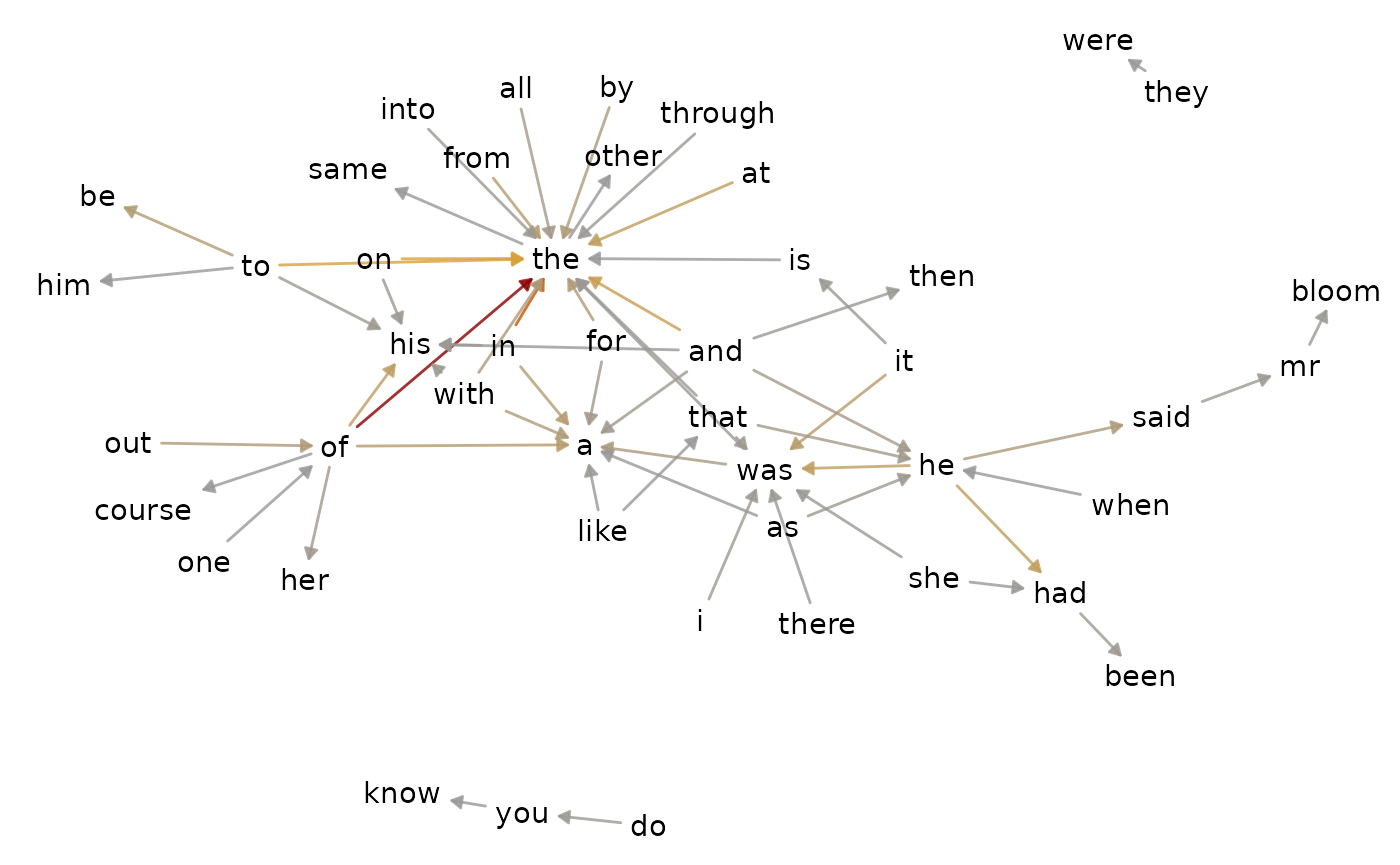 were
they
all
by
into
through
from
other
same
at
be
to
on
the
is
then
him
bloom
his
in
for
and
it
mr
with
that
said
out
of
a
was
he
course
like
as
when
one
her
she
had
i
there
been
know
you
do